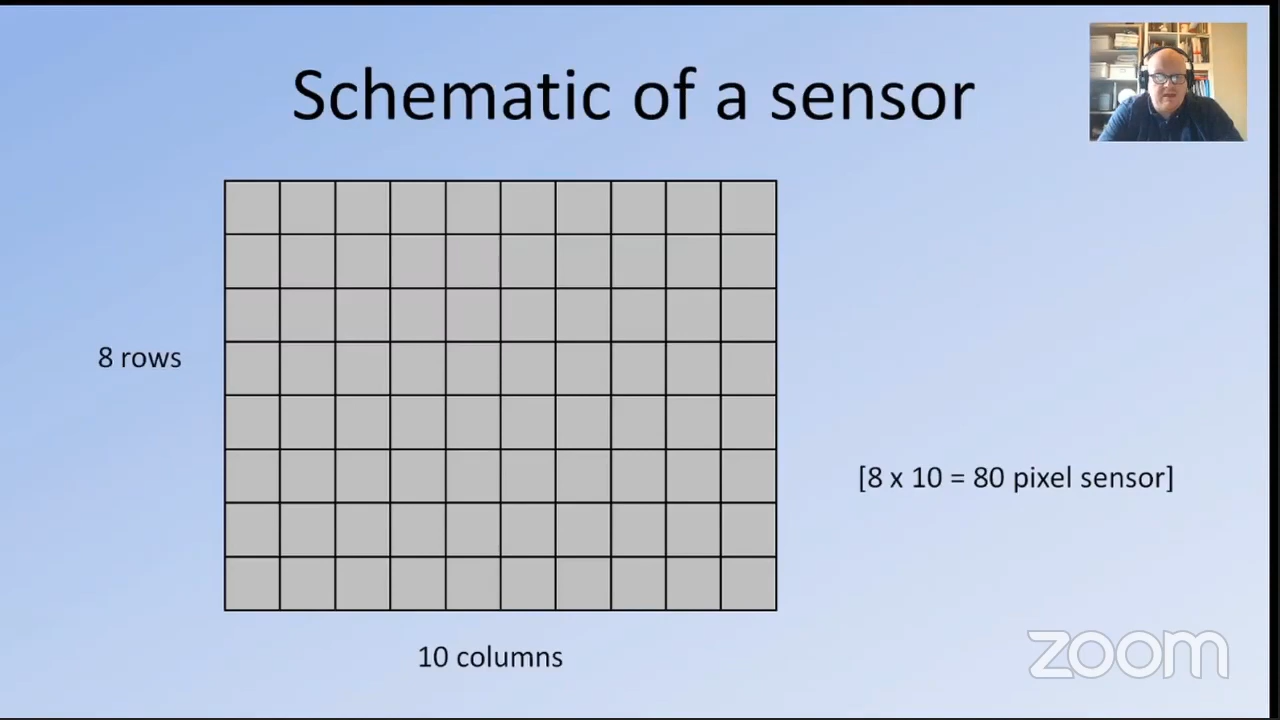 Schematic of a sensor
8 rows
[8 x 10 = 80 pixel sensor]
10 columns
zoom